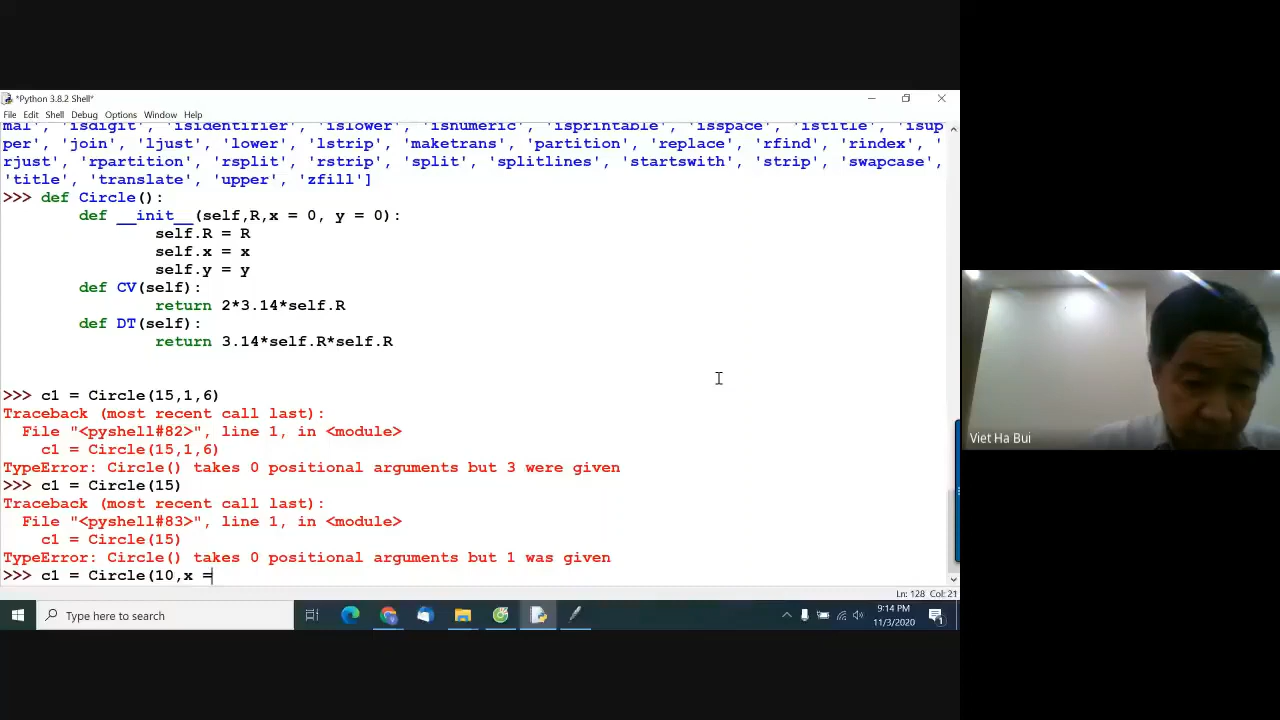 *Python 3.8.2 Shell*
File Edit Shell Debug Options Window Help
mal', 'isdigit', 'isidentifier', 'islower', 'isnumeric', 'isprintable', 'isspace', 'istitle', 'isup
per', 'join', 'ljust', 'lower', 'lstrip', 'maketrans', 'partition', 'replace', 'rfind', 'rindex', '
rjust', 'rpartition', 'rsplit', 'rstrip', 'split', 'splitlines', 'startswith', 'strip', 'swapcase',
'title', 'translate', 'upper', 'zfill']
>>> def Circle():
def __init__(self,R,x = 0, y = 0):
self.R = R
self.x = x
self.y = y
def CV(self):
return 2*3.14*self.R
def DT(self):
return 3.14*self.R*self.R
>>> c1 = Circle(15,1,6)
Traceback (most recent call last):
File "<pyshell#82>", line 1, in <module>
c1 = Circle(15,1,6)
TypeError: Circle() takes 0 positional arguments but 3 were given
>>> c1 = Circle(15)
Traceback (most recent call last):
File "<pyshell#83>", line 1, in <module>
c1 = Circle(15)
TypeError: Circle() takes 0 positional arguments but 1 was given
>>> c1 = Circle(10,x =
Ln: 128 Col: 21
Type here to search
9:14 PM
11/3/2020
1
Viet Ha Bui